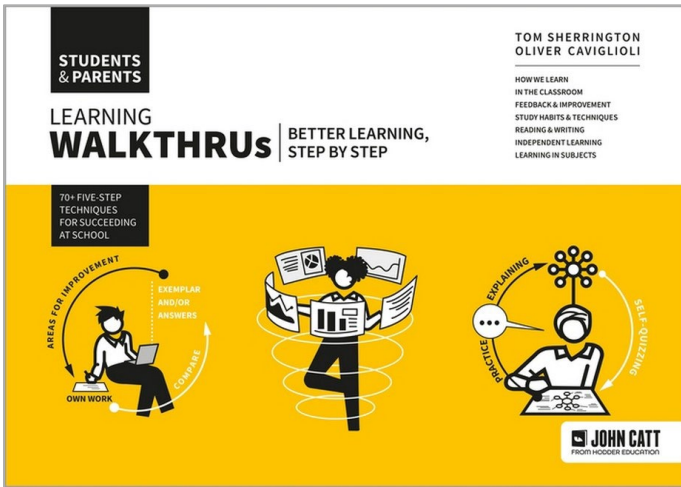 STUDENTS
& PARENTS
LEARNING
WALKTHRUs
BETTER LEARNING,
STEP BY STEP
TOM SHERRINGTON
OLIVER CAVIGLIOLI
HOW WE LEARN
IN THE CLASSROOM
FEEDBACK & IMPROVEMENT
STUDY HABITS & TECHNIQUES
READING & WRITING
INDEPENDENT LEARNING
LEARNING IN SUBJECTS
70+ FIVE-STEP
TECHNIQUES
FOR SUCCEEDING
AT SCHOOL
AREAS FOR IMPROVEMENT
EXEMPLAR
AND/OR
ANSWERS
COMPARE
OWN WORK
EXPLAINING
PRACTICE
SELF-QUIZZING
JOHN CATT
FROM HODDER EDUCATION